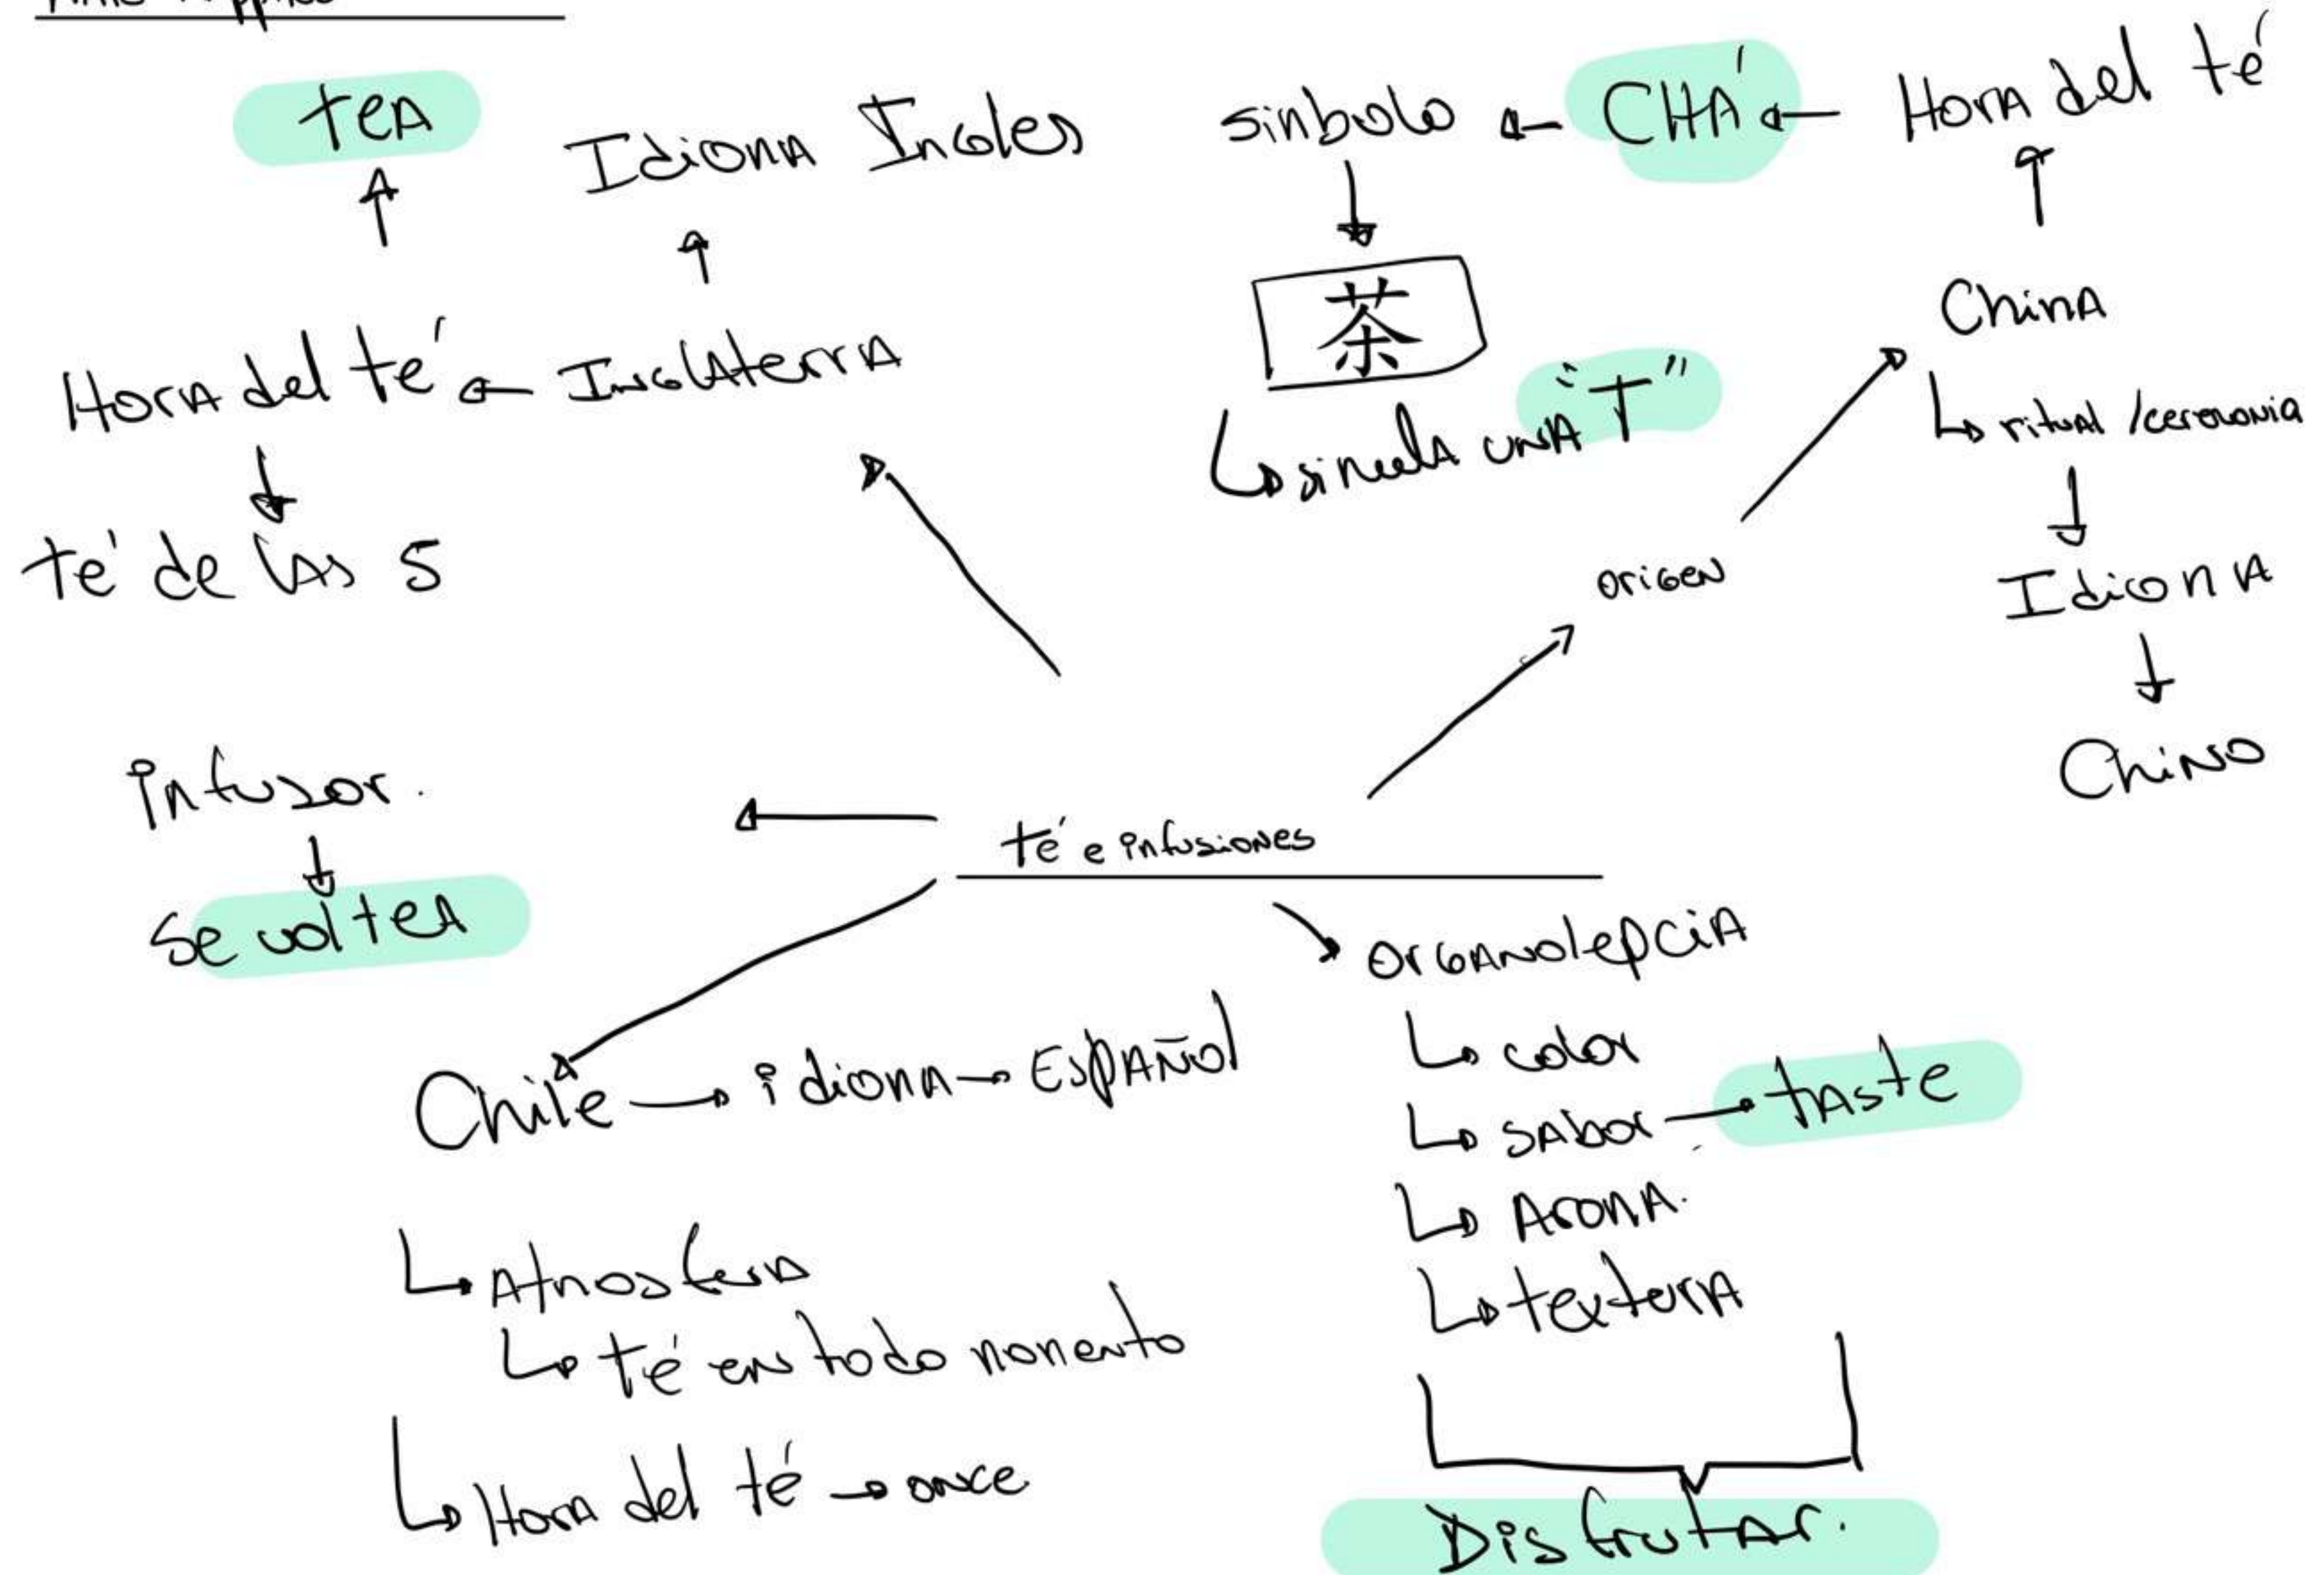 teA
Idioma Ingles
símbolo
CHÁ
Hora del té
茶
simula una "T"
China
ritual /ceremonia
Idioma
Chino
Hora del té
Inglaterra
té de las 5
origen
infusor.
se voltea
té e infusiones
organolepcia
color
sabor
taste
Aroma.
textura
Disfrutar.
Chile
idioma
Español
Atmosfera
té en todo momento
Hora del té
once